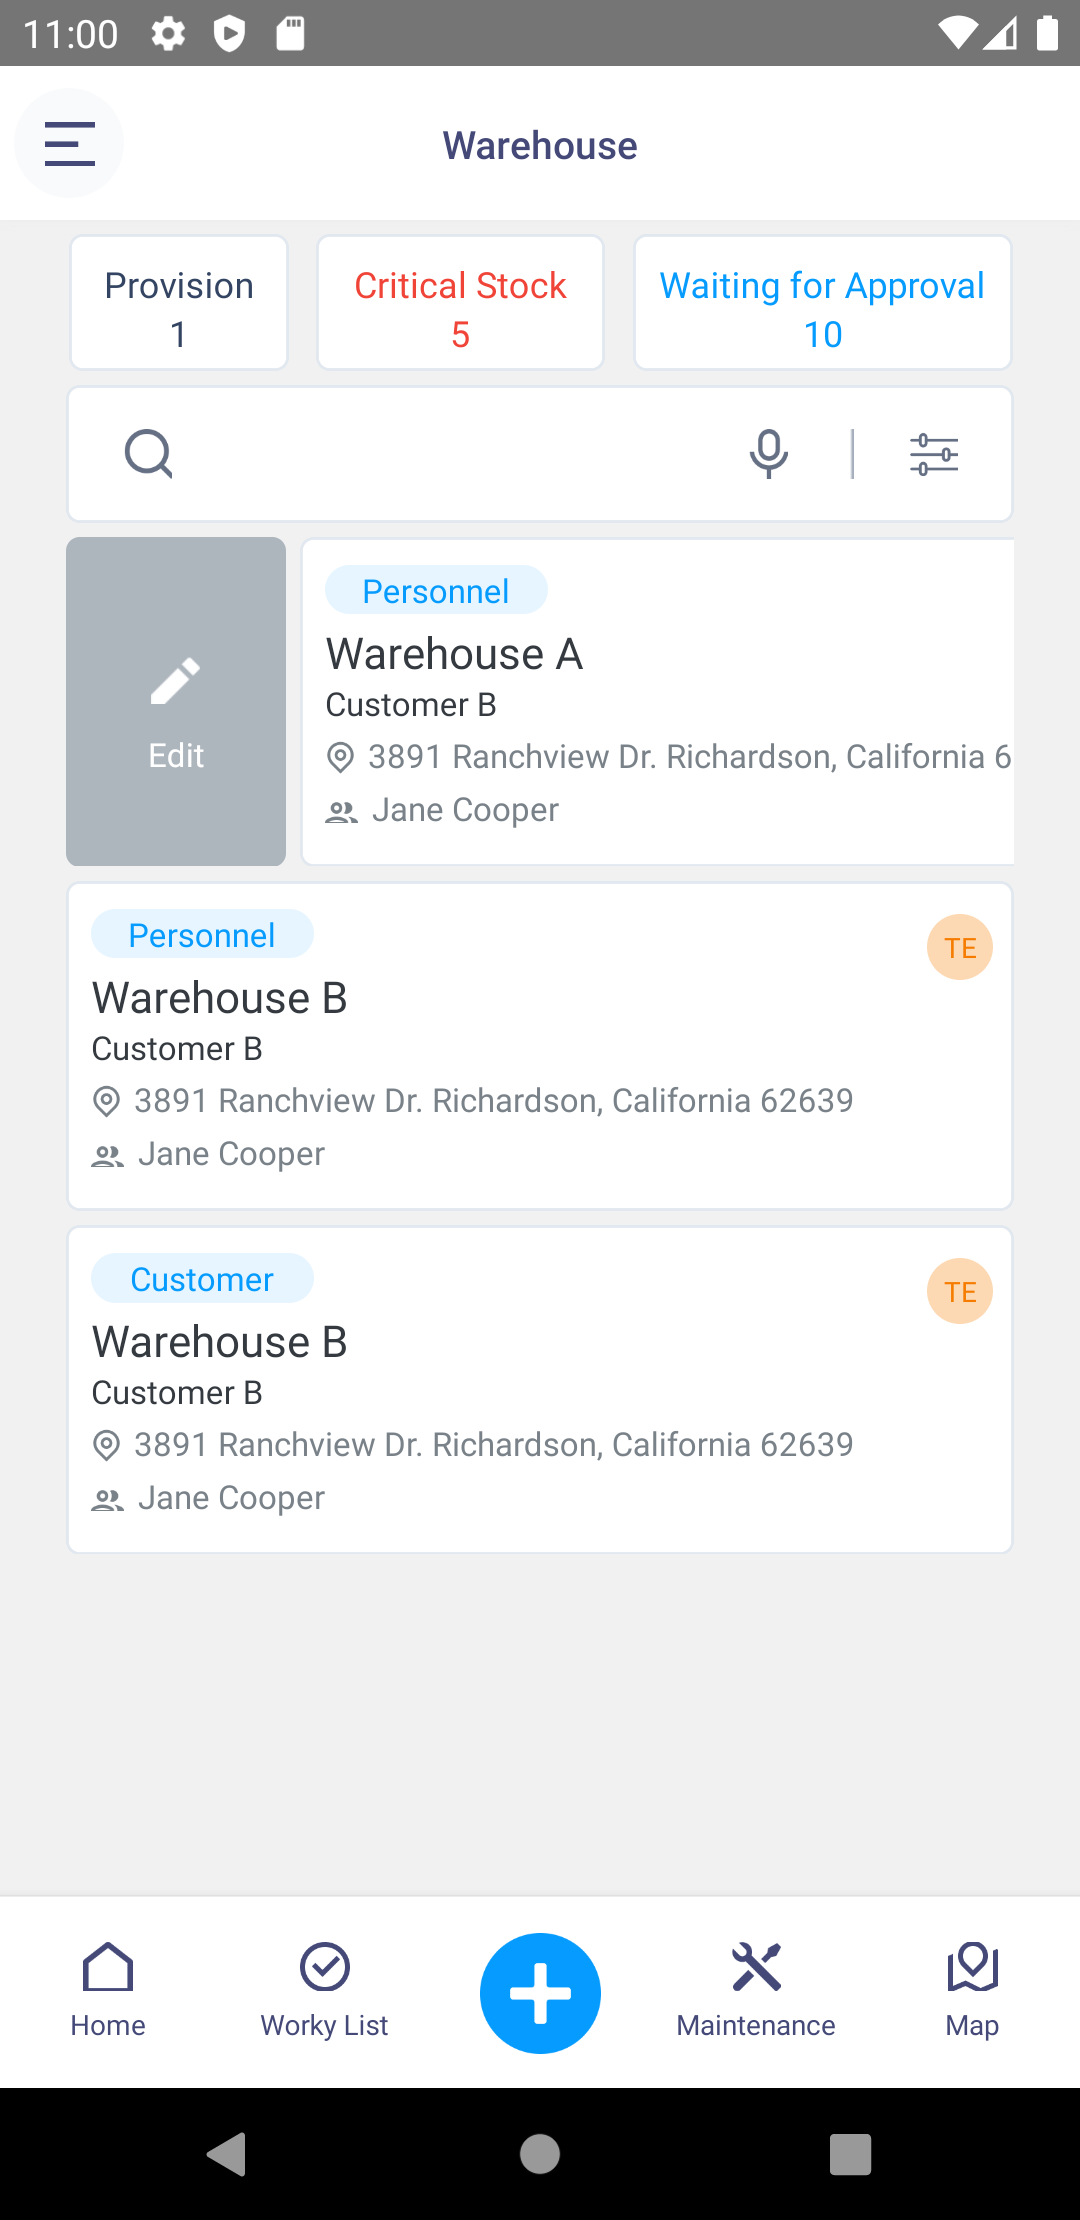 11:00
Warehouse
Provision
1
Critical Stock
5
Waiting for Approval
10
Edit
Personnel
Warehouse A
Customer B
3891 Ranchview Dr. Richardson, California 6
Jane Cooper
Personnel
TE
Warehouse B
Customer B
3891 Ranchview Dr. Richardson, California 62639
Jane Cooper
Customer
TE
Warehouse B
Customer B
3891 Ranchview Dr. Richardson, California 62639
Jane Cooper
Home
Worky List
Maintenance
Map